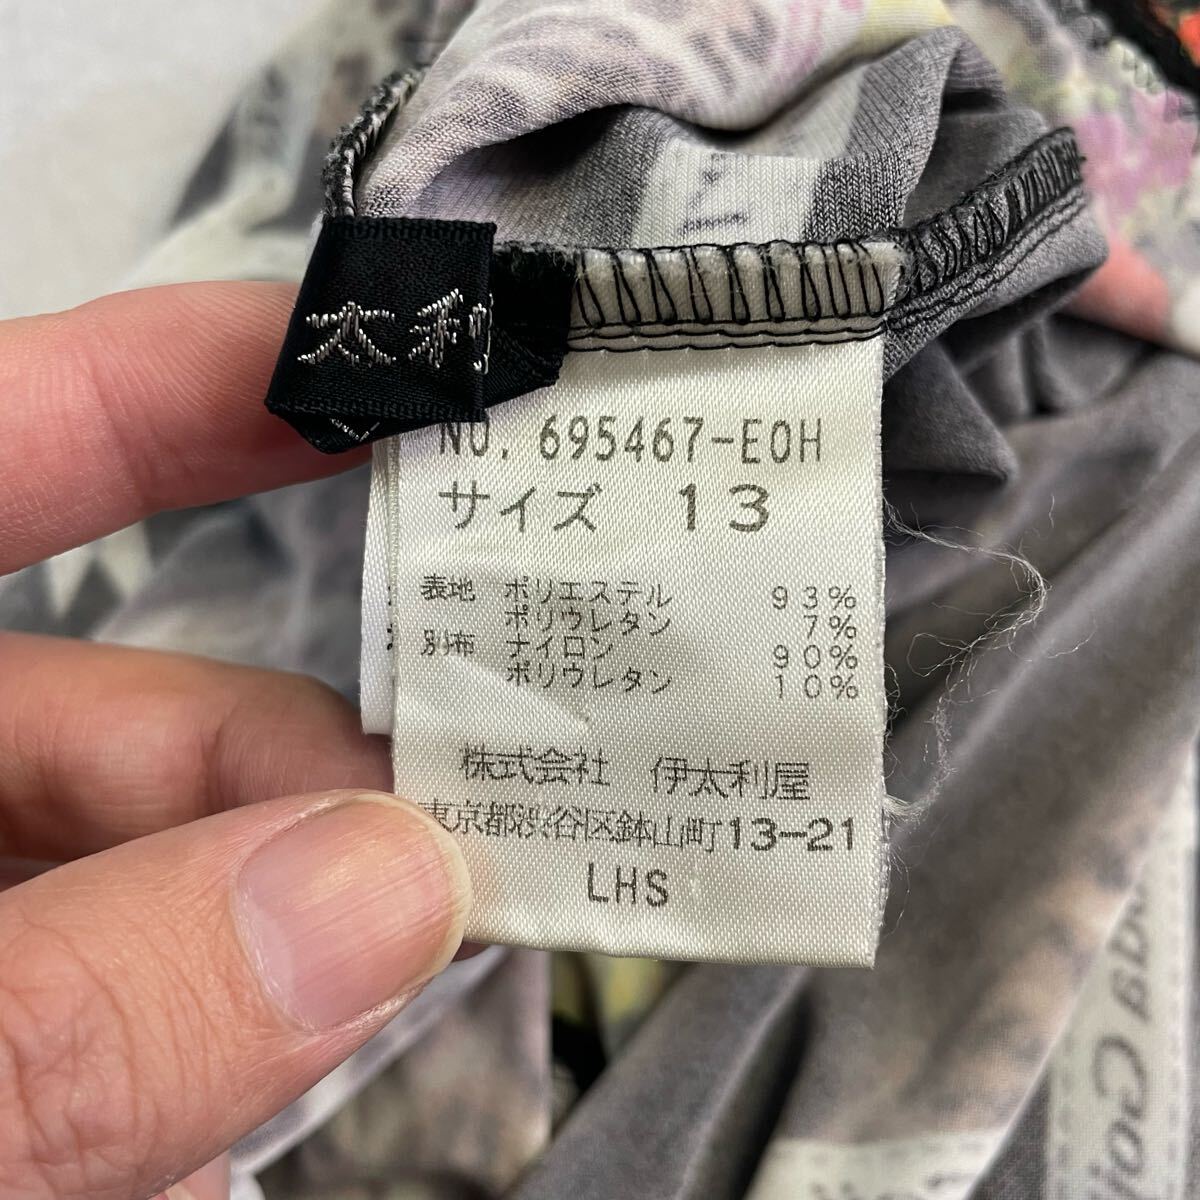 太利
NO. 695467-EOH
サイズ 13
表地 ポリエステル 93%
ポリウレタン 7%
別布 ナイロン 90%
ポリウレタン 10%
株式会社 伊太利屋
東京都渋谷区鉢山町13-21
LHS